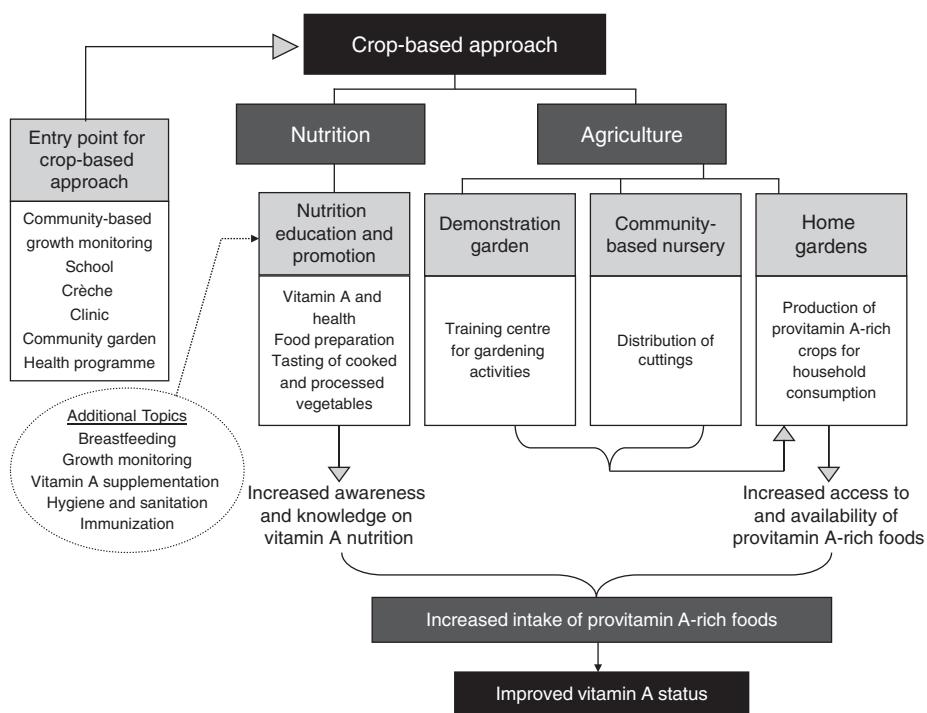 Crop-based approach
Entry point for
crop-based
approach
Community-based
growth monitoring
School
Crèche
Clinic
Community garden
Health programme
Nutrition
Agriculture
Nutrition
education and
promotion
Vitamin A and
health
Food preparation
Tasting of cooked
and processed
vegetables
Demonstration
garden
Training centre
for gardening
activities
Community-
based nursery
Distribution of
cuttings
Home
gardens
Production of
provitamin A-rich
crops for
household
consumption
Additional Topics
Breastfeeding
Growth monitoring
Vitamin A supplementation
Hygiene and sanitation
Immunization
Increased awareness
and knowledge on
vitamin A nutrition
Increased access to
and availability of
provitamin A-rich foods
Increased intake of provitamin A-rich foods
Improved vitamin A status